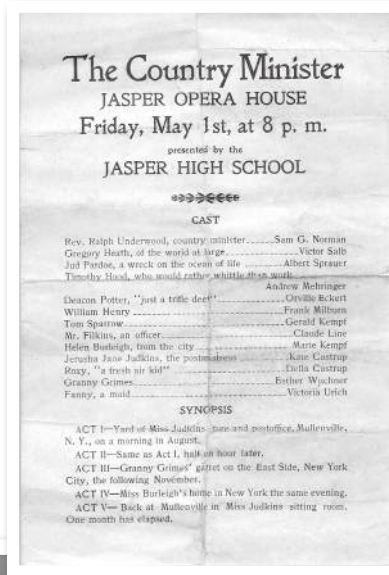 The Country Minister
JASPER OPERA HOUSE
Friday, May 1st, at 8 p. m.
presented by the
JASPER HIGH SCHOOL
CAST
Rev. Ralph Underwood, country minister......Sam G. Norman
Gregory Heath, of the world at large......Victor Salb
Jud Pardoe, a wreck on the ocean of life......Albert Sprauer
Timothy Hood, who would rather whittle than work
Andrew Mehringer
Deacon Potter, "just a trifle deef"......Orville Eckert
William Henry......Frank Milburn
Tom Sparrow......Gerald Kempf
Mr. Filkins, an officer......Claude Line
Helen Burleigh, from the city......Marie Kempf
Jerusha Jane Judkins, the postmistress......Kate Castrup
Roxy, "a fresh air kid"......Della Castrup
Granny Grimes......Esther
Fanny, a maid......Victoria Urich
SYNOPSIS
ACT I—Yard of Miss Judkins and postoffice, Mullenville,
N. Y., on a morning in August.
ACT II—Same as Act I, half an hour later.
ACT III—Granny Grimes' garret on the East Side, New York
City, the following November.
ACT IV—Miss Burleigh's home in New York the same evening.
ACT V—Back at Mullenville in Miss Judkins sitting room.
One month has elapsed.